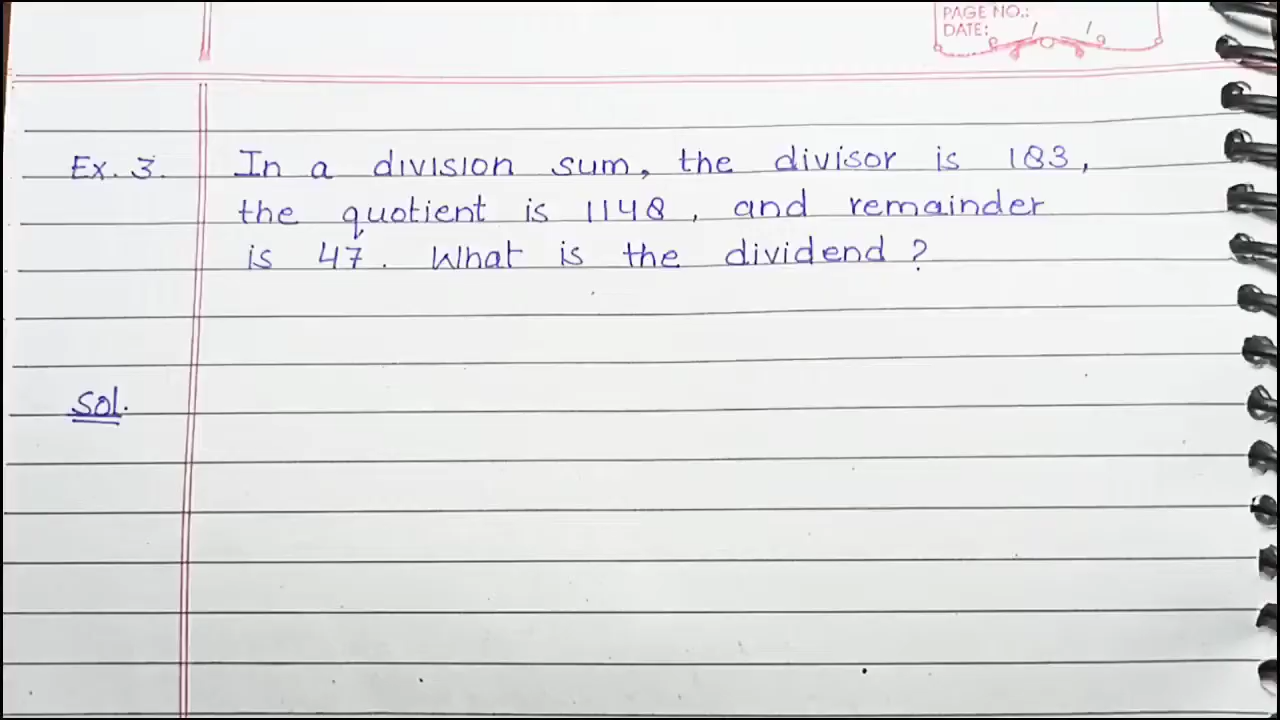 PAGE NO.:
DATE: / /
Ex. 3. In a division sum, the divisor is 183,
the quotient is 1148, and remainder
is 47. What is the dividend ?
Sol.